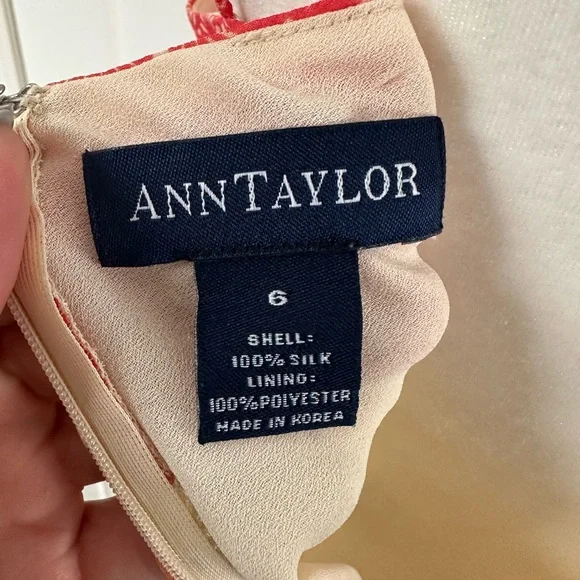 ANNTAYLOR
6
SHELL:
100% SILK
LINING:
100% POLYESTER
MADE IN KOREA